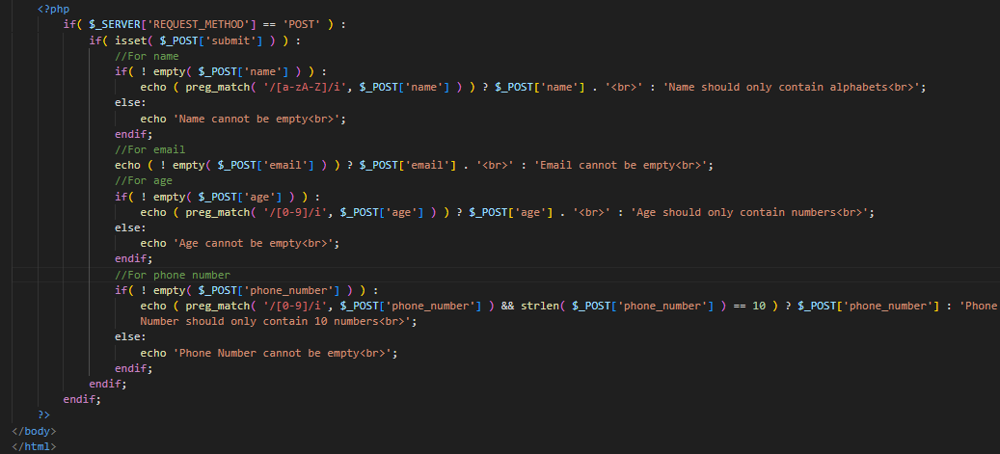 <?php
if( $_SERVER['REQUEST_METHOD'] == 'POST' ) :
if( isset( $_POST['submit'] ) ) :
//For name
if( ! empty( $_POST['name'] ) ) :
echo ( preg_match( '/[a-zA-Z]/i', $_POST['name'] ) ) ? $_POST['name'] . '<br>' : 'Name should only contain alphabets<br>';
else:
echo 'Name cannot be empty<br>';
endif;
//For email
echo ( ! empty( $_POST['email'] ) ) ? $_POST['email'] . '<br>' : 'Email cannot be empty<br>';
//For age
if( ! empty( $_POST['age'] ) ) :
echo ( preg_match( '/[0-9]/i', $_POST['age'] ) ) ? $_POST['age'] . '<br>' : 'Age should only contain numbers<br>';
else:
echo 'Age cannot be empty<br>';
endif;
//For phone number
if( ! empty( $_POST['phone_number'] ) ) :
echo ( preg_match( '/[0-9]/i', $_POST['phone_number'] ) && strlen( $_POST['phone_number'] ) == 10 ) ? $_POST['phone_number'] : 'Phone
Number should only contain 10 numbers<br>';
else:
echo 'Phone Number cannot be empty<br>';
endif;
endif;
endif;
?>
</body>
</html>